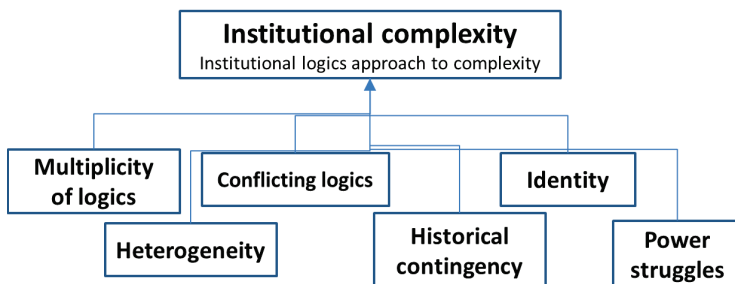 Institutional complexity
Institutional logics approach to complexity
Multiplicity
of logics
Conflicting logics
Identity
Heterogeneity
Historical
contingency
Power
struggles